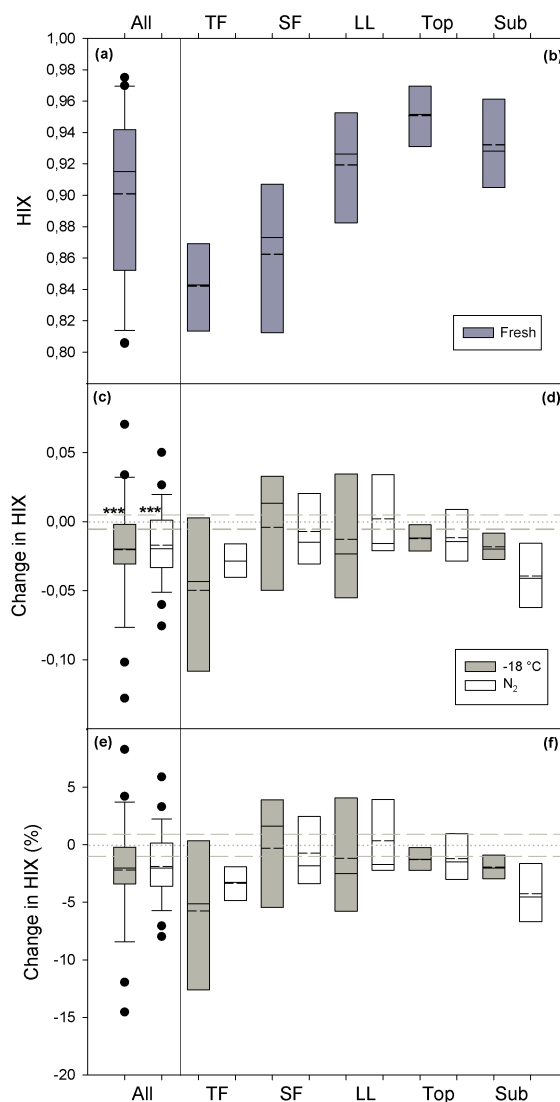 All TF SF LL Top Sub
1,00
(a)
(b)
0,98
0,96
0,94
0,92
0,90
0,88
0,86
0,84
0,82
0,80
HIX
Fresh
(c)
(d)
0,05
*** ***
0,00
-0,05
-0,10
Change in HIX
-18 °C
N₂
(e)
(f)
5
0
-5
-10
-15
-20
Change in HIX (%)
All TF SF LL Top Sub